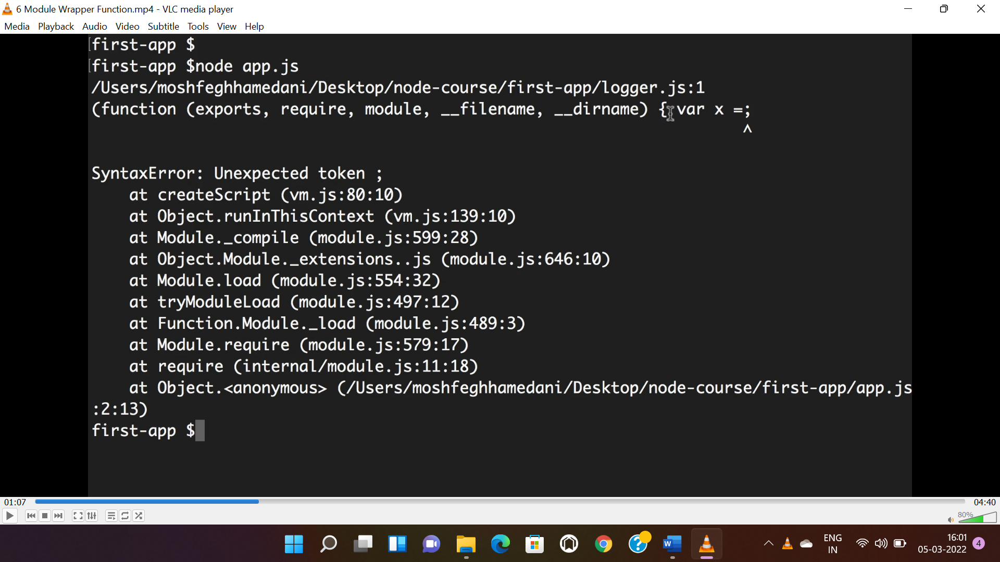 6 Module Wrapper Function.mp4 - VLC media player
Media Playback Audio Video Subtitle Tools View Help
[first-app $
[first-app $node app.js
/Users/moshfeghhamedani/Desktop/node-course/first-app/logger.js:1
(function (exports, require, module, __filename, __dirname) { var x =;
^
SyntaxError: Unexpected token ;
at createScript (vm.js:80:10)
at Object.runInThisContext (vm.js:139:10)
at Module._compile (module.js:599:28)
at Object.Module._extensions..js (module.js:646:10)
at Module.load (module.js:554:32)
at tryModuleLoad (module.js:497:12)
at Function.Module._load (module.js:489:3)
at Module.require (module.js:579:17)
at require (internal/module.js:11:18)
at Object.<anonymous> (/Users/moshfeghhamedani/Desktop/node-course/first-app/app.js
:2:13)
first-app $
01:07 04:40
80%
W ENG 16:01
IN 05-03-2022 4